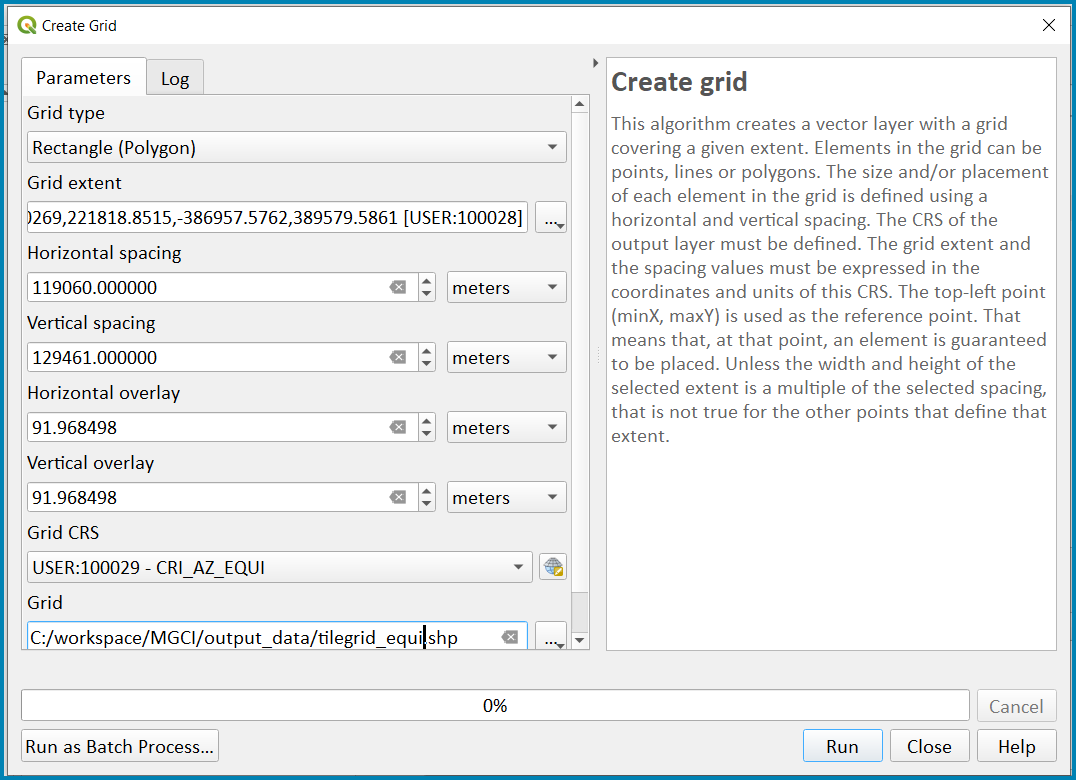 Create Grid
Parameters
Log
Grid type
Rectangle (Polygon)
Grid extent
0269,221818.8515,-386957.5762,389579.5861 [USER:100028]
...
Horizontal spacing
119060.000000
meters
Vertical spacing
129461.000000
meters
Horizontal overlay
91.968498
meters
Vertical overlay
91.968498
meters
Grid CRS
USER:100029 - CRI_AZ_EQUI
Grid
C:/workspace/MGCI/output_data/tilegrid_equi.shp
...
Create grid
This algorithm creates a vector layer with a grid
covering a given extent. Elements in the grid can be
points, lines or polygons. The size and/or placement
of each element in the grid is defined using a
horizontal and vertical spacing. The CRS of the
output layer must be defined. The grid extent and
the spacing values must be expressed in the
coordinates and units of this CRS. The top-left point
(minX, maxY) is used as the reference point. That
means that, at that point, an element is guaranteed
to be placed. Unless the width and height of the
selected extent is a multiple of the selected spacing,
that is not true for the other points that define that
extent.
0%
Cancel
Run as Batch Process...
Run
Close
Help